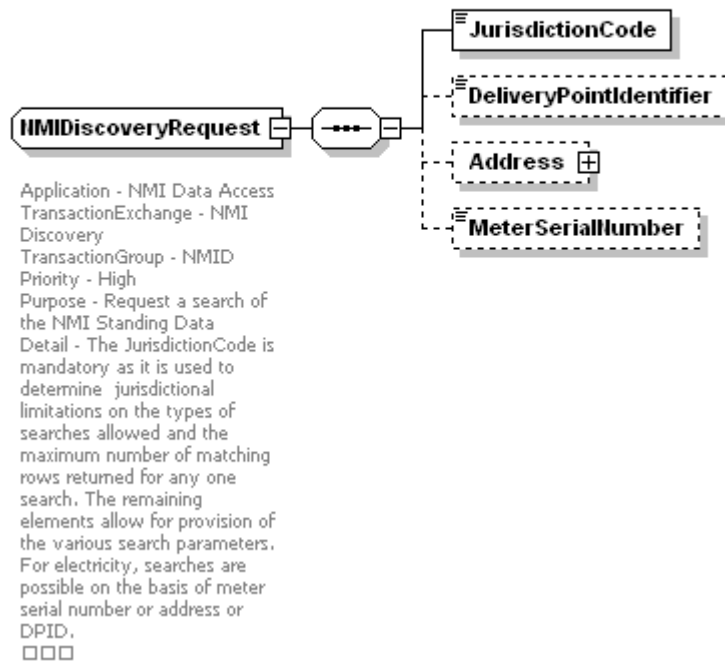 JurisdictionCode
DeliveryPointIdentifier
NMIDiscoveryRequest
Address
MeterSerialNumber
Application - NMI Data Access
TransactionExchange - NMI
Discovery
TransactionGroup - NMID
Priority - High
Purpose - Request a search of
the NMI Standing Data
Detail - The JurisdictionCode is
mandatory as it is used to
determine  jurisdictional
limitations on the types of
searches allowed and the
maximum number of matching
rows returned for any one
search. The remaining
elements allow for provision of
the various search parameters.
For electricity, searches are
possible on the basis of meter
serial number or address or
DPID.
□□□